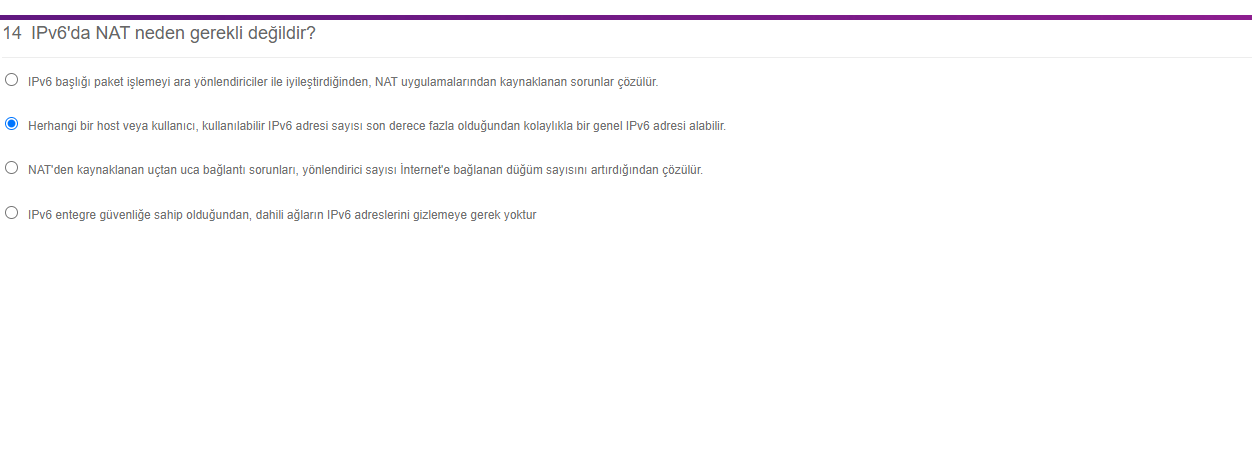 14 IPv6'da NAT neden gerekli değildir?
IPv6 başlığı paket işlemeyi ara yönlendiriciler ile iyileştirdiğinden, NAT uygulamalarından kaynaklanan sorunlar çözülür.
Herhangi bir host veya kullanıcı, kullanılabilir IPv6 adresi sayısı son derece fazla olduğundan kolaylıkla bir genel IPv6 adresi alabilir.
NAT'den kaynaklanan uçtan uca bağlantı sorunları, yönlendirici sayısı İnternet'e bağlanan düğüm sayısını artırdığından çözülür.
IPv6 entegre güvenliğe sahip olduğundan, dahili ağların IPv6 adreslerini gizlemeye gerek yoktur